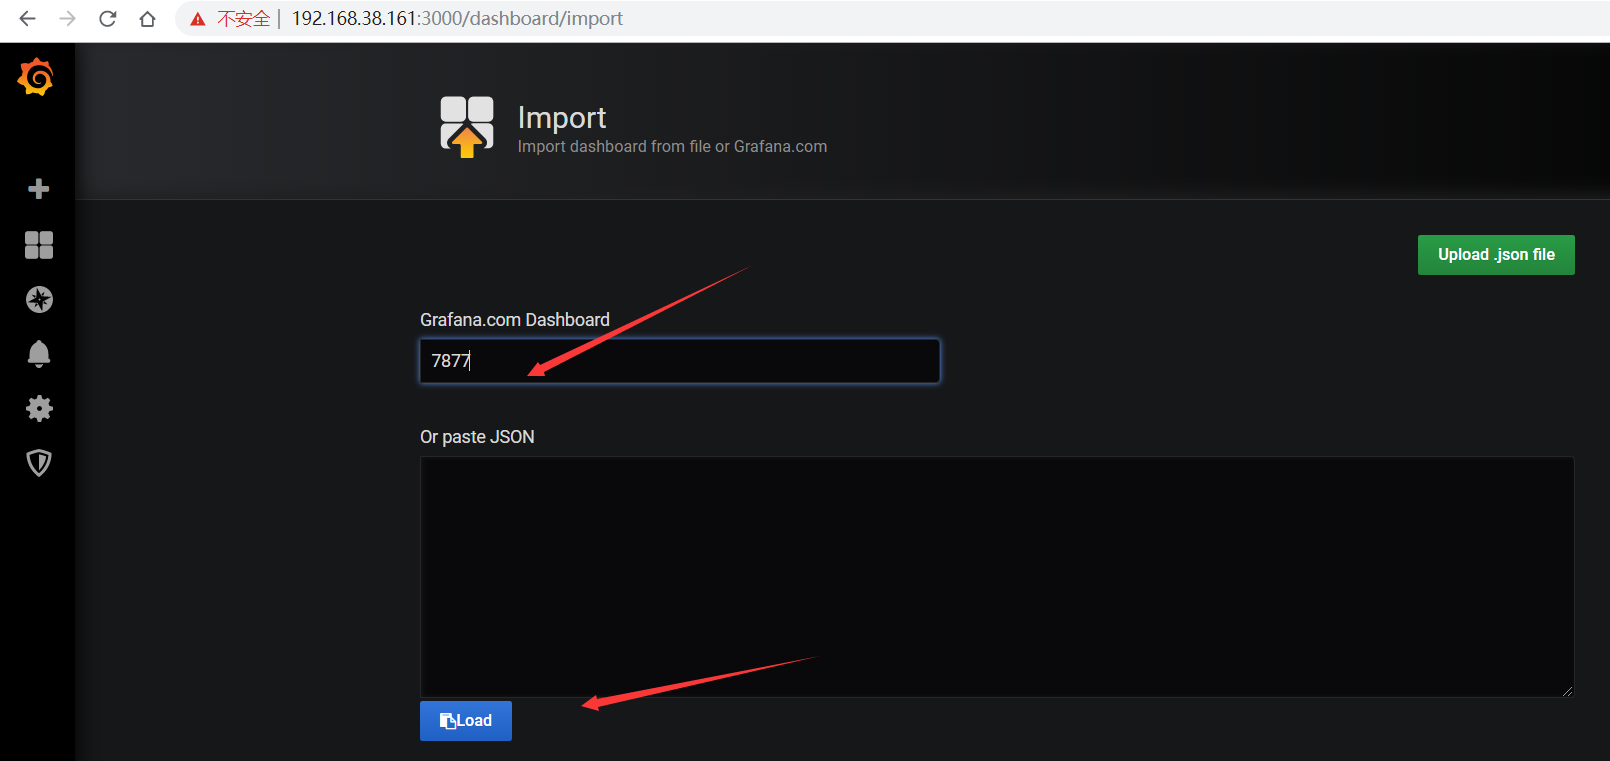 不安全 | 192.168.38.161:3000/dashboard/import
Import
Import dashboard from file or Grafana.com
Upload .json file
Grafana.com Dashboard
7877
Or paste JSON
Load